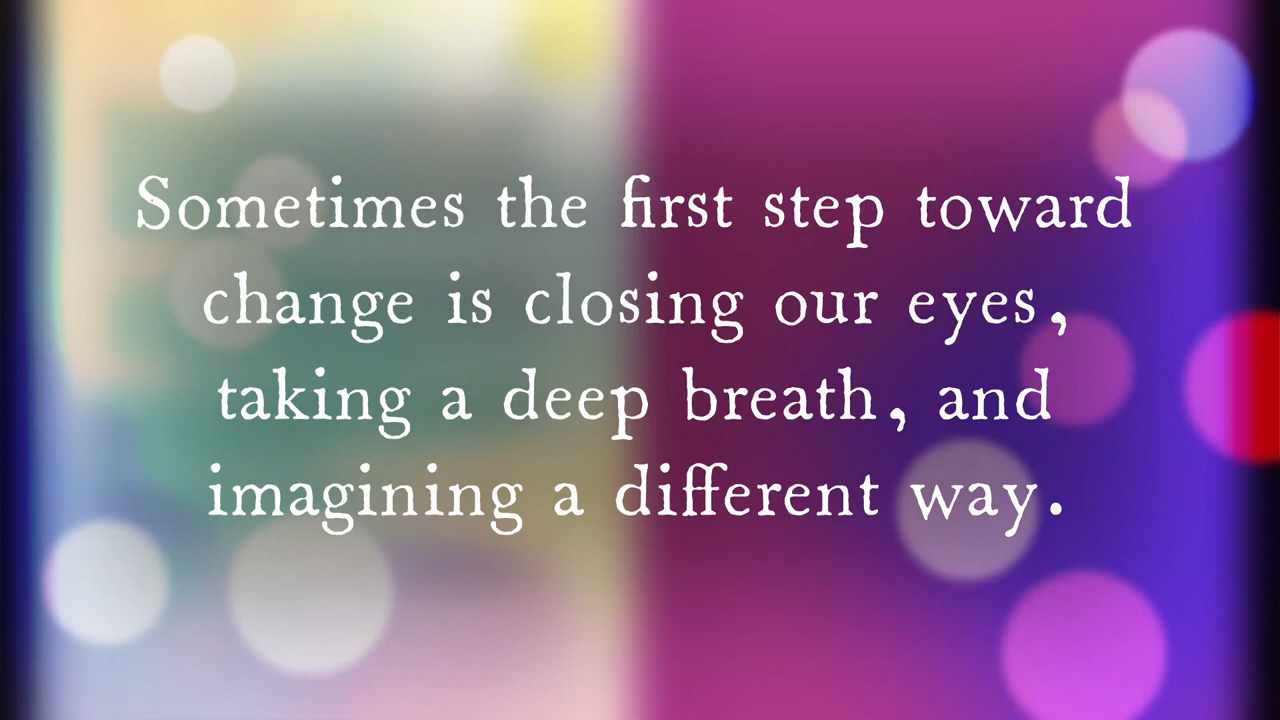 Sometimes the first step toward
change is closing our eyes,
taking a deep breath, and
imagining a different way.